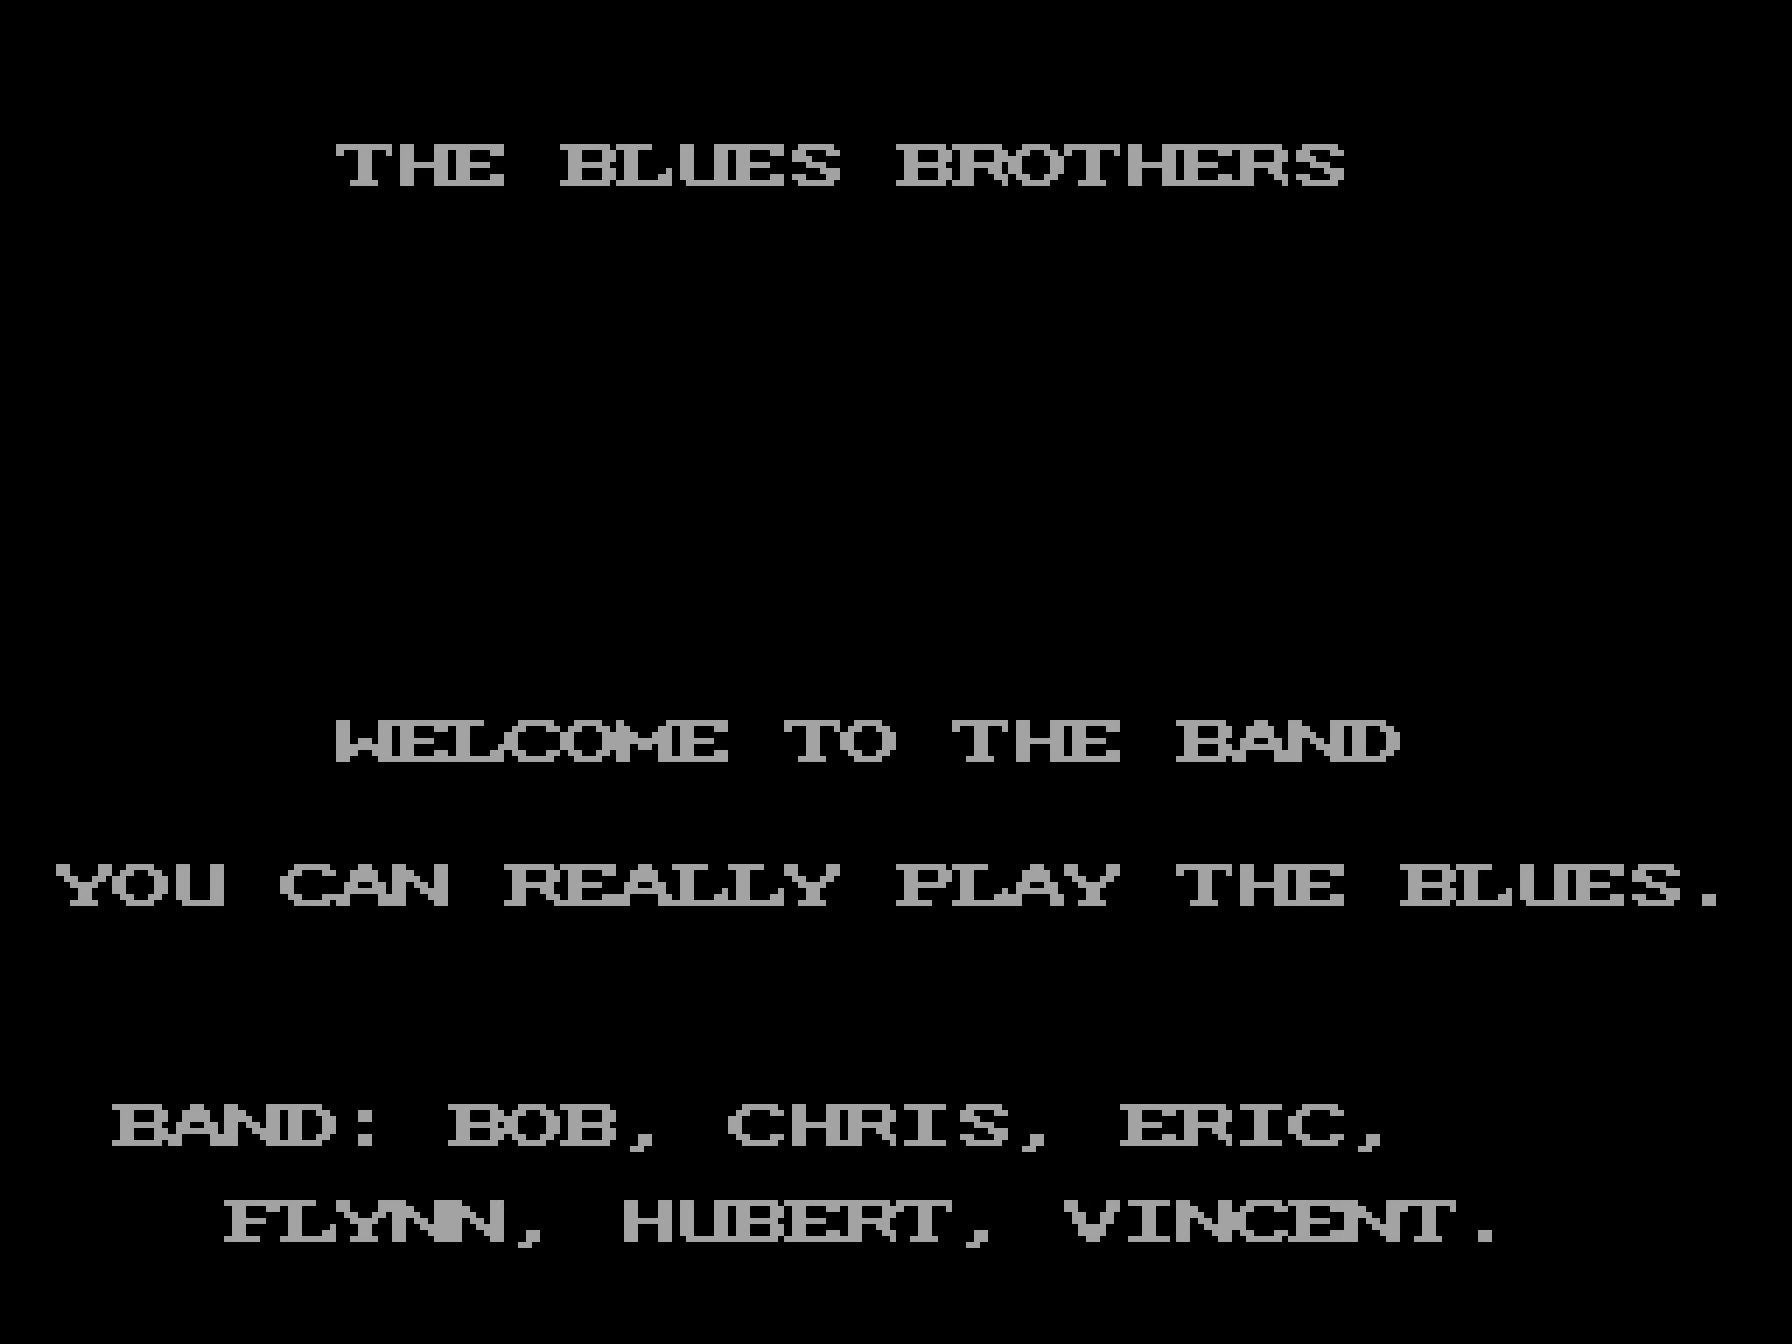 THE BLUES BROTHERS
WELCOME TO THE BAND
YOU CAN REALLY PLAY THE BLUES.
BAND: BOB, CHRIS, ERIC,
FLYNN, HUBERT, VINCENT.